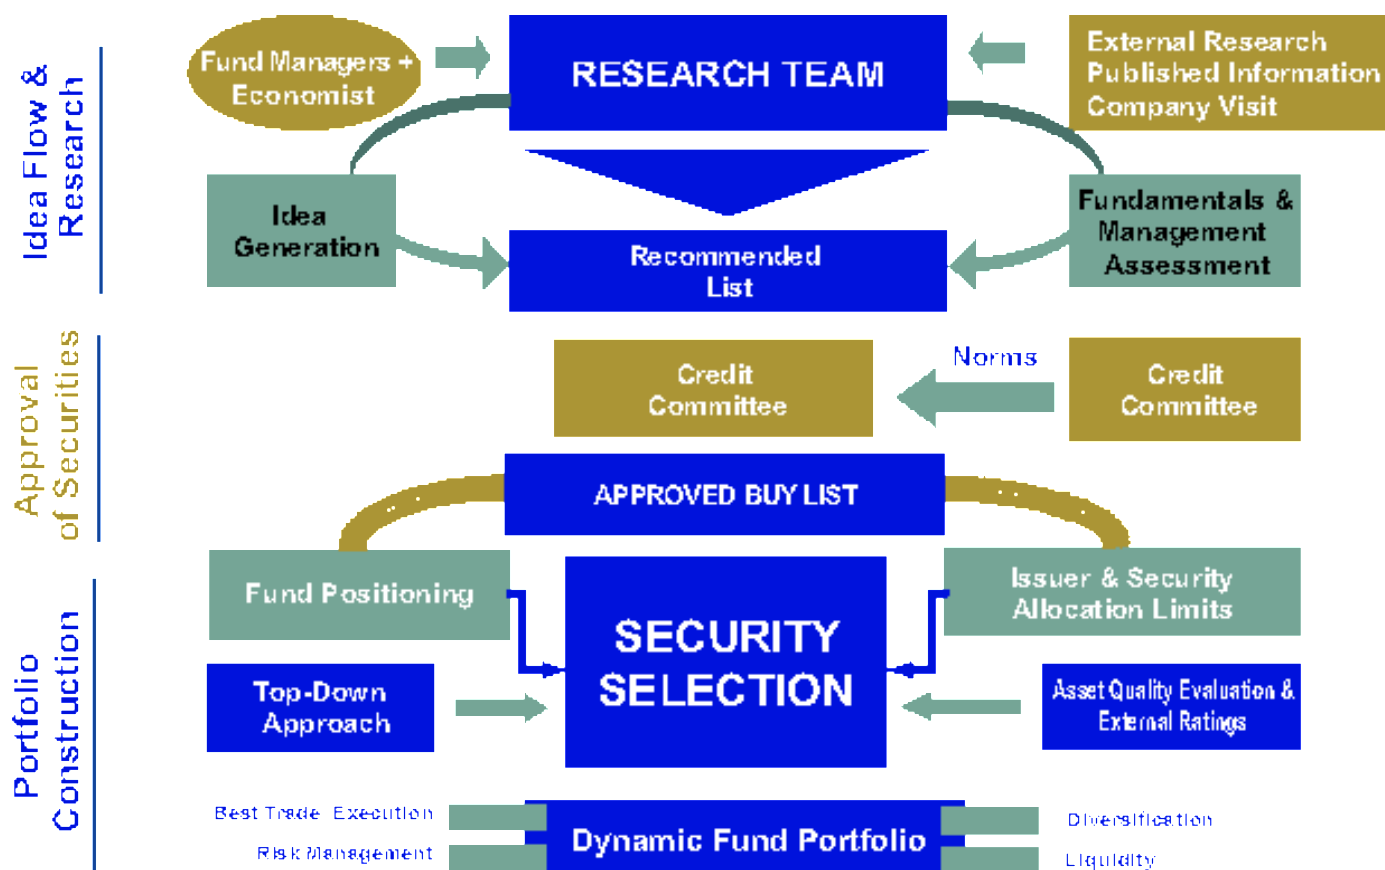 Idea Flow &
Research
Fund Managers +
Economist
RESEARCH TEAM
External Research
Published Information
Company Visit
Idea
Generation
Recommended
List
Fundamentals &
Management
Assessment
Approval
of Securities
Credit
Committee
Norms
Credit
Committee
APPROVED BUY LIST
Portfolio
Construction
Fund Positioning
SECURITY
SELECTION
Issuer & Security
Allocation Limits
Top-Down
Approach
Asset Quality Evaluation &
External Ratings
Best Trade Execution
Risk Management
Dynamic Fund Portfolio
Diversification
Liquidity